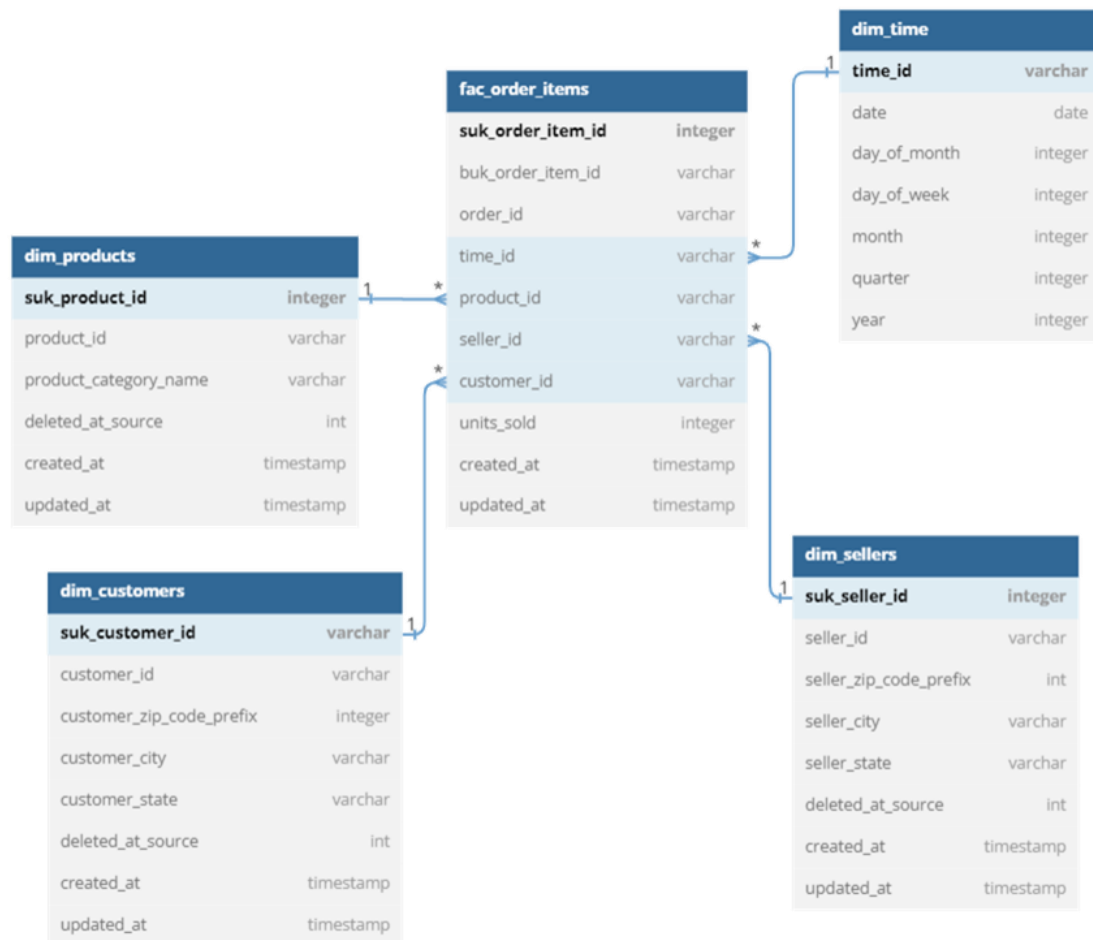 dim_time
time_id varchar
date date
day_of_month integer
day_of_week integer
month integer
quarter integer
year integer
1
fac_order_items
suk_order_item_id integer
buk_order_item_id varchar
order_id varchar
time_id varchar
product_id varchar
seller_id varchar
customer_id varchar
units_sold integer
created_at timestamp
updated_at timestamp
*
*
*
*
dim_products
suk_product_id integer
product_id varchar
product_category_name varchar
deleted_at_source int
created_at timestamp
updated_at timestamp
1
dim_customers
suk_customer_id varchar
customer_id varchar
customer_zip_code_prefix integer
customer_city varchar
customer_state varchar
deleted_at_source int
created_at timestamp
updated_at timestamp
1
dim_sellers
suk_seller_id integer
seller_id varchar
seller_zip_code_prefix int
seller_city varchar
seller_state varchar
deleted_at_source int
created_at timestamp
updated_at timestamp
1